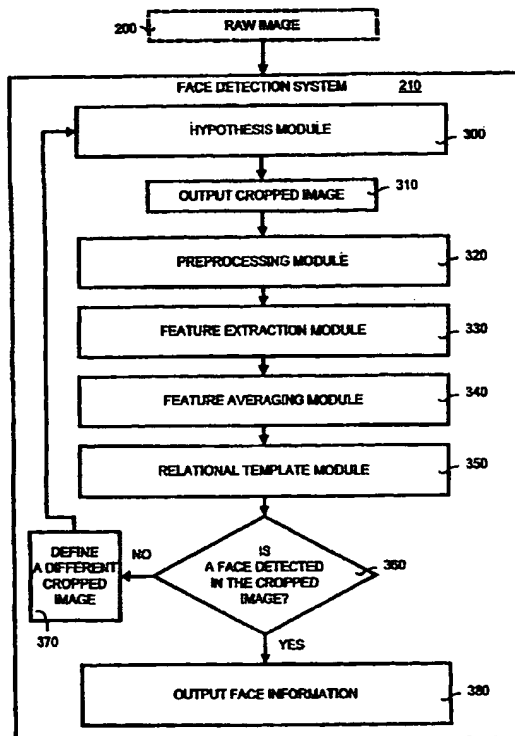 200 RAW IMAGE
FACE DETECTION SYSTEM 210
HYPOTHESIS MODULE 300
OUTPUT CROPPED IMAGE 310
PREPROCESSING MODULE 320
FEATURE EXTRACTION MODULE 330
FEATURE AVERAGING MODULE 340
RELATIONAL TEMPLATE MODULE 350
IS
A FACE DETECTED
IN THE CROPPED
IMAGE?
360
NO
DEFINE
A DIFFERENT
CROPPED
IMAGE
370
YES
OUTPUT FACE INFORMATION 380